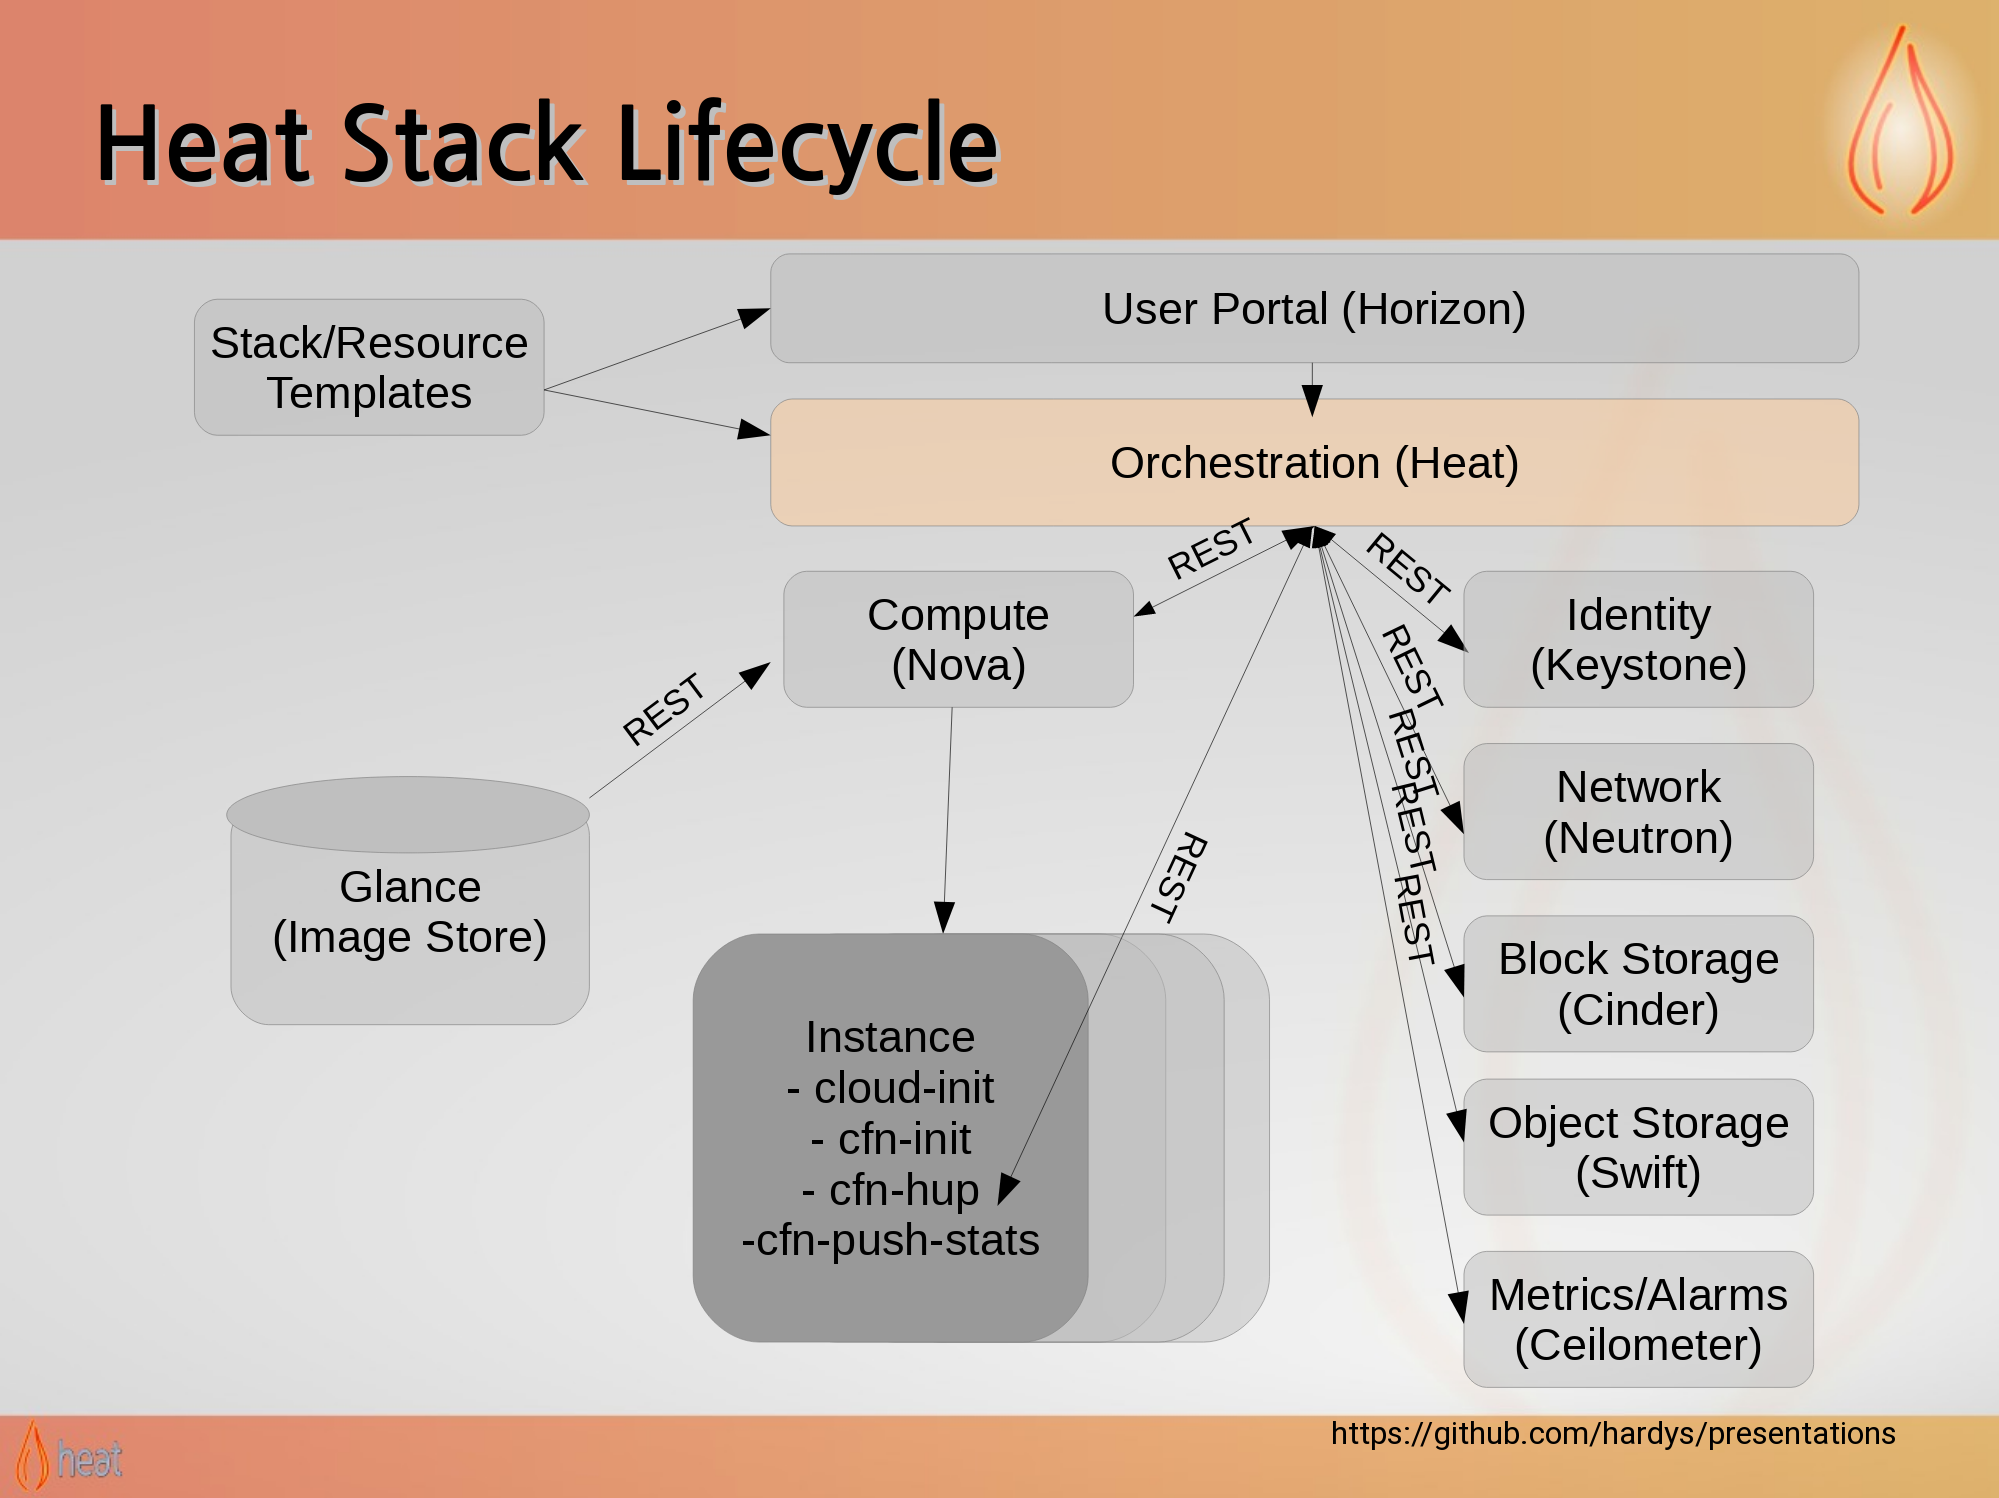 Heat Stack Lifecycle
User Portal (Horizon)
Stack/Resource
Templates
Orchestration (Heat)
REST
REST
Compute
(Nova)
Identity
(Keystone)
REST
REST
REST
Network
(Neutron)
REST
REST
REST
Glance
(Image Store)
Block Storage
(Cinder)
Instance
- cloud-init
- cfn-init
- cfn-hup
-cfn-push-stats
Object Storage
(Swift)
Metrics/Alarms
(Ceilometer)
https://github.com/hardys/presentations
heat